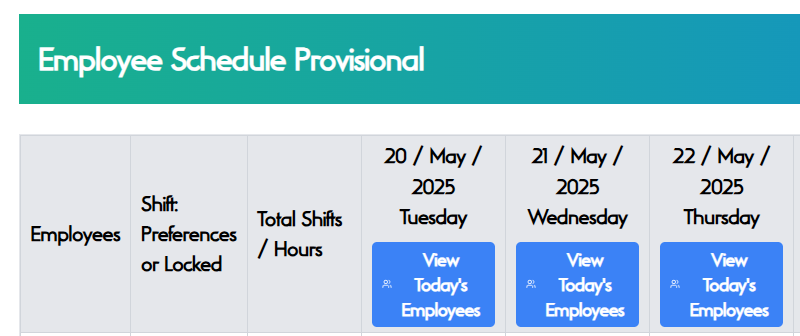 Employee Schedule Provisional
Employees
Shift:
Preferences
or Locked
Total Shifts
/ Hours
20 / May /
2025
Tuesday
View
Today's
Employees
21 / May /
2025
Wednesday
View
Today's
Employees
22 / May /
2025
Thursday
View
Today's
Employees